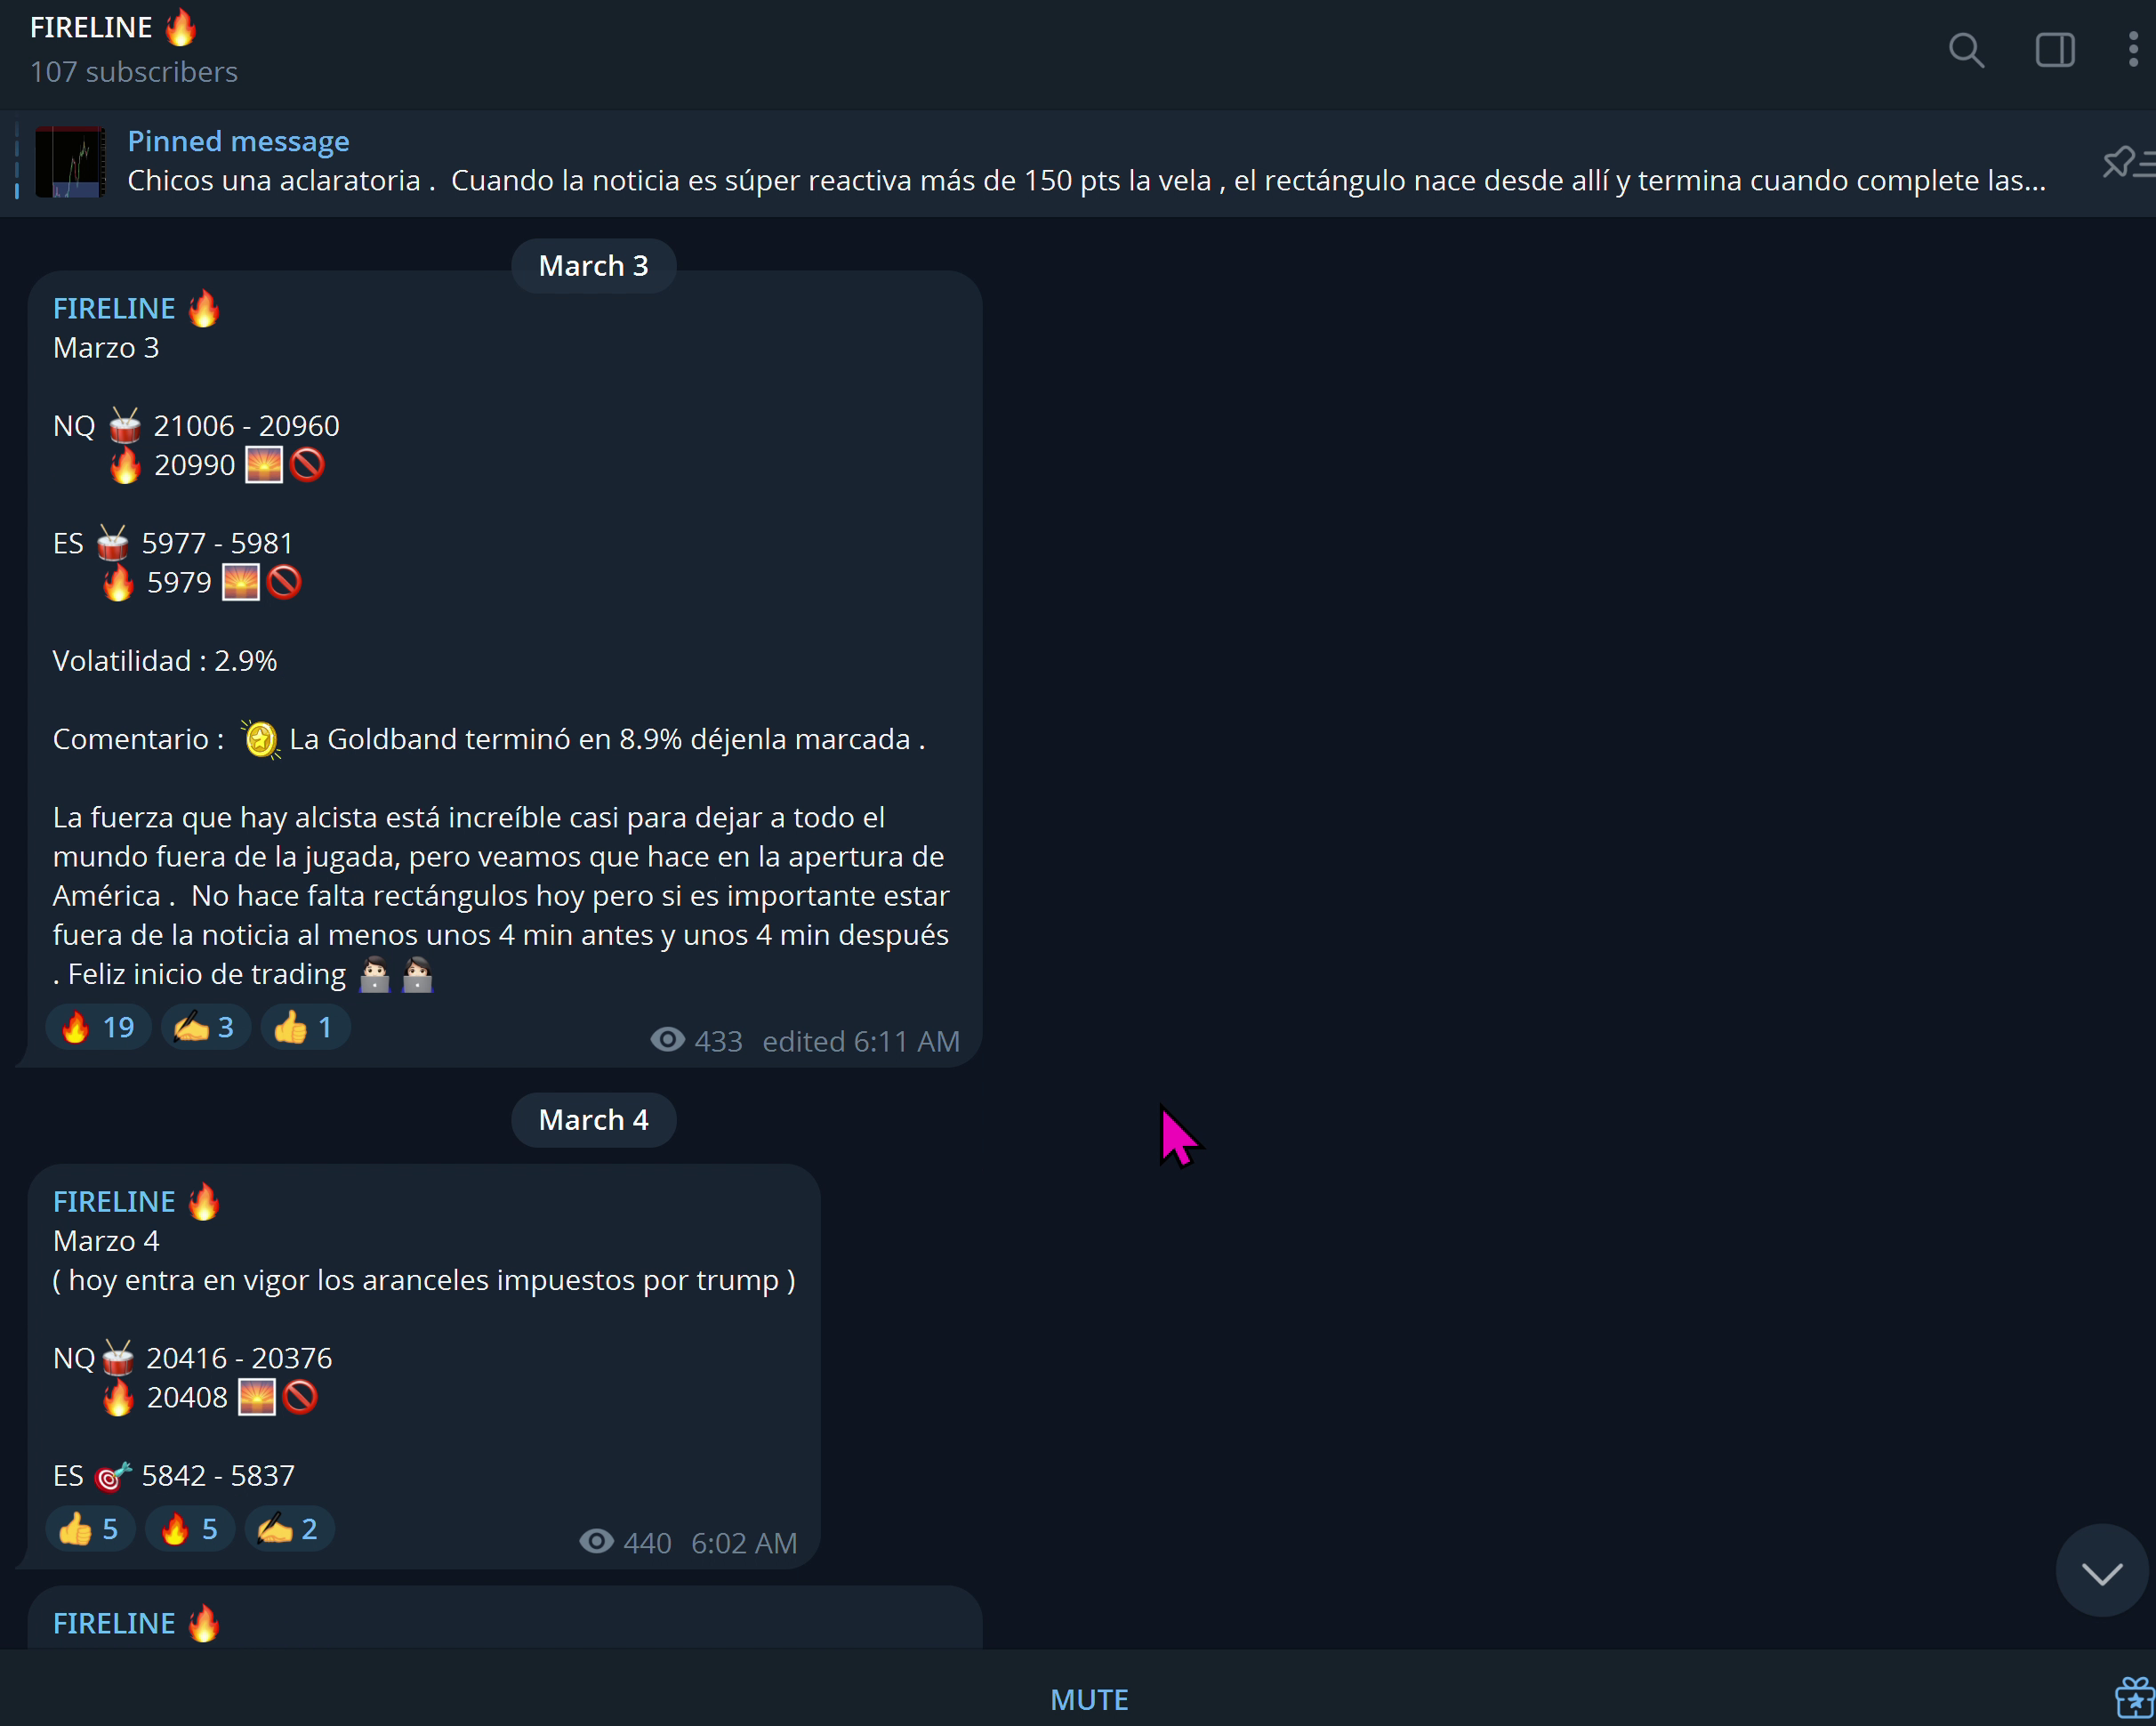 FIRELINE 🔥
107 subscribers
Pinned message
Chicos una aclaratoria .  Cuando la noticia es súper reactiva más de 150 pts la vela , el rectángulo nace desde allí y termina cuando complete las...
March 3
FIRELINE 🔥
Marzo 3
NQ 🥁 21006 - 20960
🔥 20990 🌅🚫
ES 🥁 5977 - 5981
🔥 5979 🌅🚫
Volatilidad : 2.9%
Comentario :  La Goldband terminó en 8.9% déjenla marcada .
La fuerza que hay alcista está increíble casi para dejar a todo el
mundo fuera de la jugada, pero veamos que hace en la apertura de
América .  No hace falta rectángulos hoy pero si es importante estar
fuera de la noticia al menos unos 4 min antes y unos 4 min después
. Feliz inicio de trading 👨🏻‍💻 👩🏻‍💻
🔥 19 ✍️ 3 👍 1
433 edited 6:11 AM
March 4
FIRELINE 🔥
Marzo 4
( hoy entra en vigor los aranceles impuestos por trump )
NQ🥁 20416 - 20376
🔥 20408 🌅🚫
ES 🎯 5842 - 5837
👍 5 🔥 5 ✍️ 2
440 6:02 AM
FIRELINE 🔥
MUTE